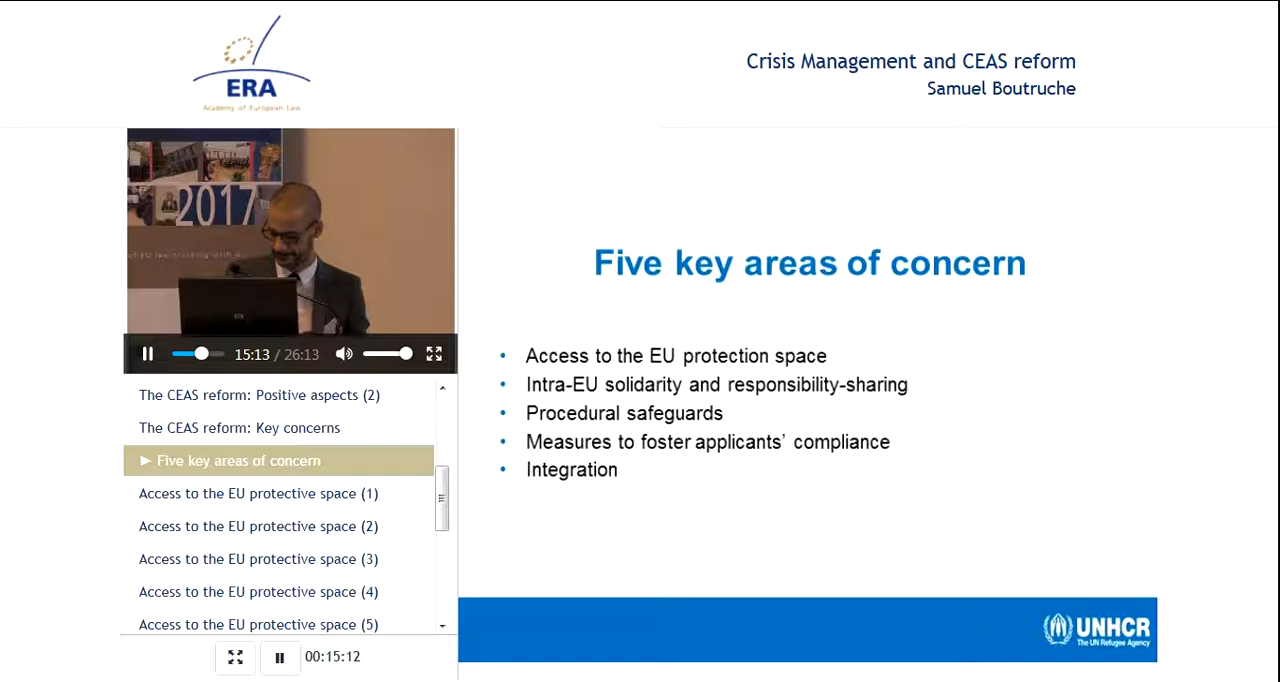 ERA
Academy of European Law
Crisis Management and CEAS reform
Samuel Boutruche
2017
15:13 / 26:13
The CEAS reform: Positive aspects (2)
The CEAS reform: Key concerns
► Five key areas of concern
Access to the EU protective space (1)
Access to the EU protective space (2)
Access to the EU protective space (3)
Access to the EU protective space (4)
Access to the EU protective space (5)
00:15:12
Five key areas of concern
• Access to the EU protection space
• Intra-EU solidarity and responsibility-sharing
• Procedural safeguards
• Measures to foster applicants' compliance
• Integration
UNHCR
The UN Refugee Agency